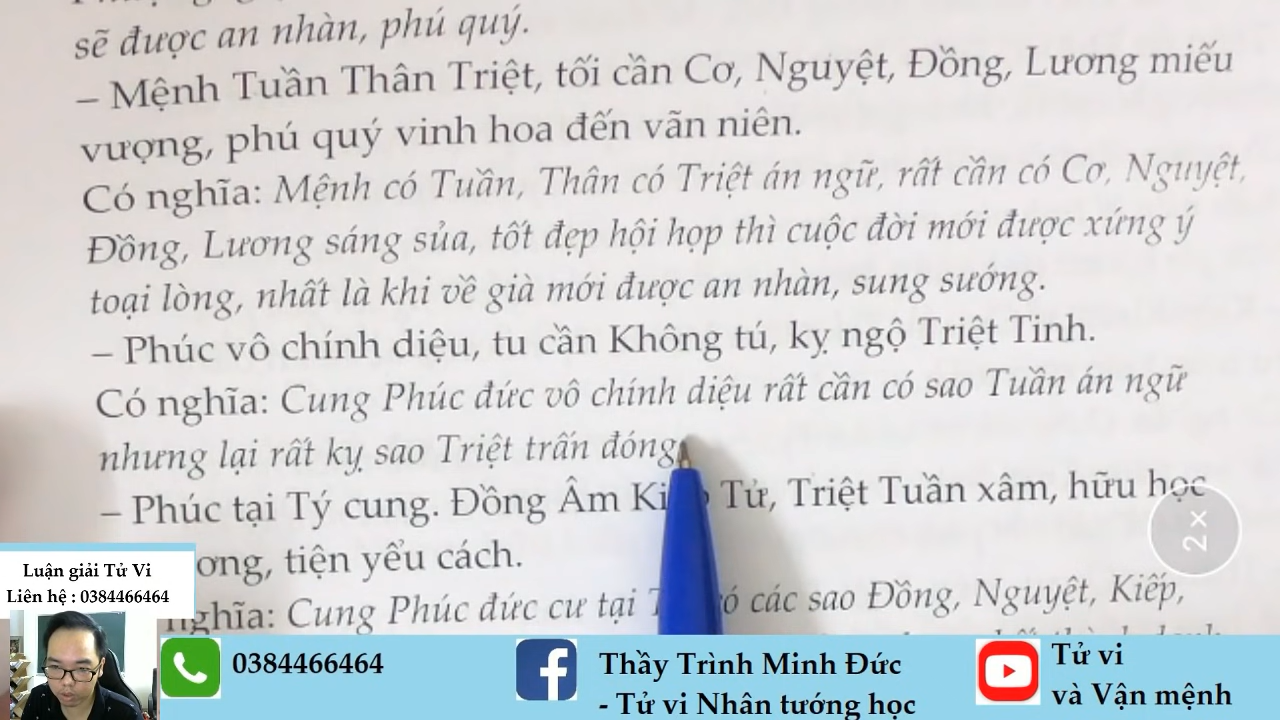 sẽ được an nhàn, phú quý.
– Mệnh Tuần Thân Triệt, tối cần Cơ, Nguyệt, Đồng, Lương miếu
vượng, phú quý vinh hoa đến vãn niên.
Có nghĩa: Mệnh có Tuần, Thân có Triệt án ngữ, rất cần có Cơ, Nguyệt,
Đồng, Lương sáng sủa, tốt đẹp hội họp thì cuộc đời mới được xứng ý
toại lòng, nhất là khi về già mới được an nhàn, sung sướng.
– Phúc vô chính diệu, tu cần Không tú, kỵ ngộ Triệt Tinh.
Có nghĩa: Cung Phúc đức vô chính diệu rất cần có sao Tuần án ngữ
nhưng lại rất kỵ sao Triệt trấn đóng
– Phúc tại Tý cung. Đồng Âm Tử, Triệt Tuần xâm, hữu học
tiện yểu cách.
Cung Phúc đức cư tại có các sao Đồng, Nguyệt, Kiếp,
2×
Luận giải Tử Vi
Liên hệ : 0384466464
0384466464
Thầy Trình Minh Đức
- Tử vi Nhân tướng học
Tử vi
và Vận mệnh